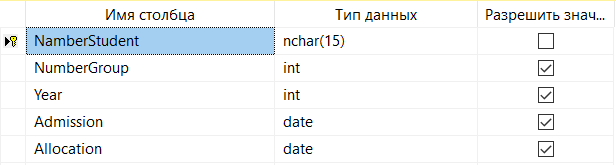 Имя столбца Тип данных Разрешить знач...
NamberStudent nchar(15)
NumberGroup int
Year int
Admission date
Allocation date